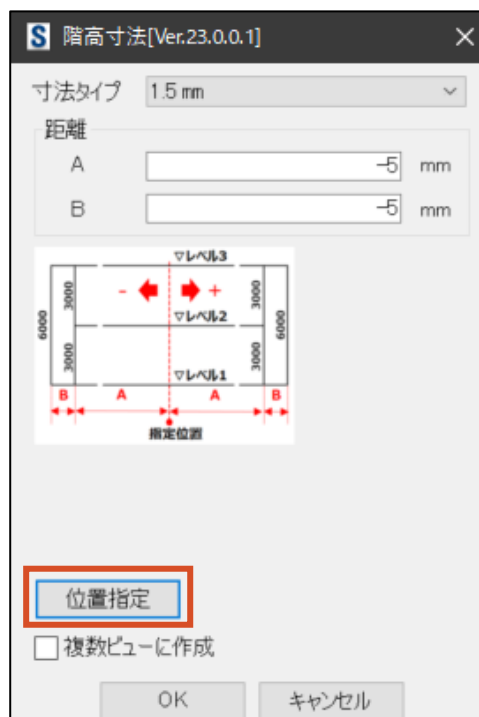 S 階高寸法[Ver.23.0.0.1]
寸法タイプ 1.5 mm
距離
A -5 mm
B -5 mm
▽レベル3
- +
3000 3000
▽レベル2
6000 6000
3000 3000
▽レベル1
B A A B
指定位置
位置指定
複数ビューに作成
OK キャンセル